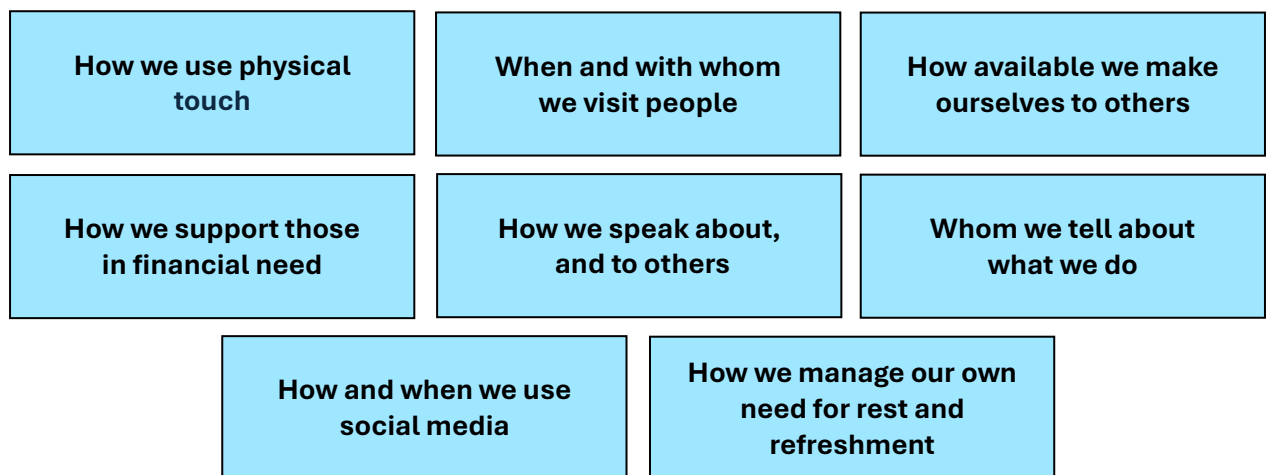 How we use physical
touch
When and with whom
we visit people
How available we make
ourselves to others
How we support those
in financial need
How we speak about,
and to others
Whom we tell about
what we do
How and when we use
social media
How we manage our own
need for rest and
refreshment